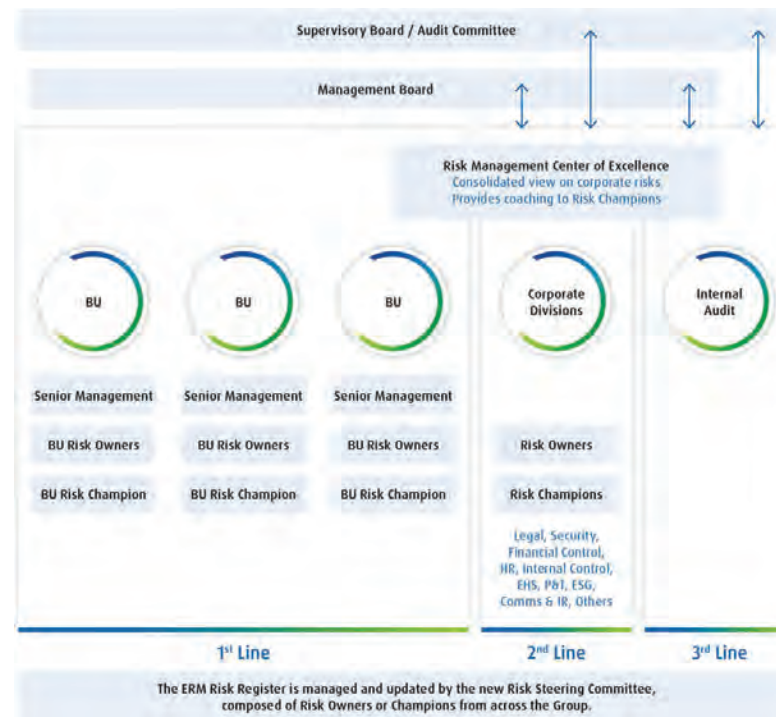 Supervisory Board / Audit Committee
Management Board
Risk Management Center of Excellence
Consolidated view on corporate risks
Provides coaching to Risk Champions
BU
BU
BU
Corporate
Divisions
Internal
Audit
Senior Management
Senior Management
Senior Management
BU Risk Owners
BU Risk Owners
BU Risk Owners
Risk Owners
BU Risk Champion
BU Risk Champion
BU Risk Champion
Risk Champions
Legal, Security,
Financial Control,
HR, Internal Control,
EHS, P&T, ESG,
Comms & IR, Others
1st Line
2nd Line
3rd Line
The ERM Risk Register is managed and updated by the new Risk Steering Committee,
composed of Risk Owners or Champions from across the Group.